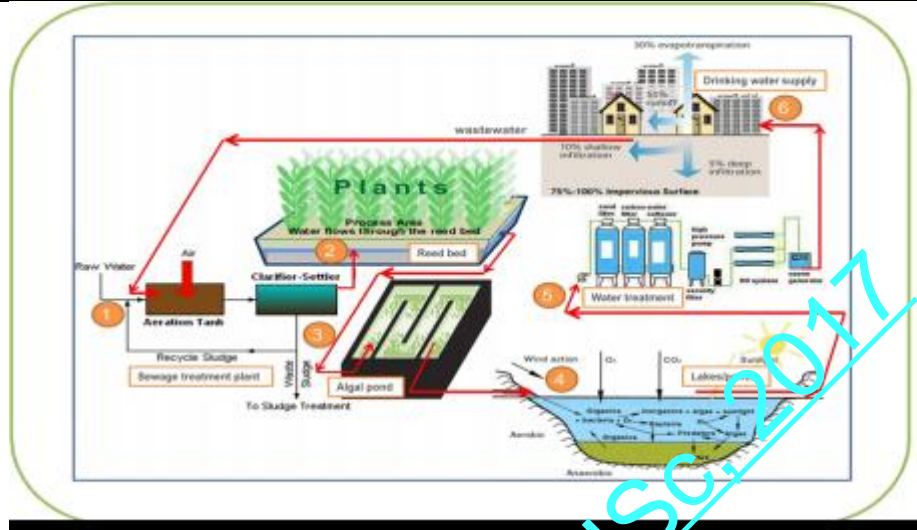 30% evapotranspiration
Drinking water supply
55%
runoff
6
wastewater
10% shallow
infiltration
5% deep
infiltration
75%-100% Impervious Surface
Plants
Process Area
Water flows through the reed bed
2
Reed bed
Air
Raw Water
Clarifier-Settler
1
Aeration Tank
3
Recycle Sludge
Sewage treatment plant
Waste
Sludge
To Sludge Treatment
Algal pond
sand
filter
carbon
filter
water
softener
high
pressure
pump
5
Water treatment
security
filter
RO system
ozone
generator
Wind action
4
O₂
CO₂
Sunlight
Organics
+ bacteria +
Inorganics + algae + sunlight
Bacteria
Predators
Algae
Organics
Aerobic
Anaerobic
IISc, 2017